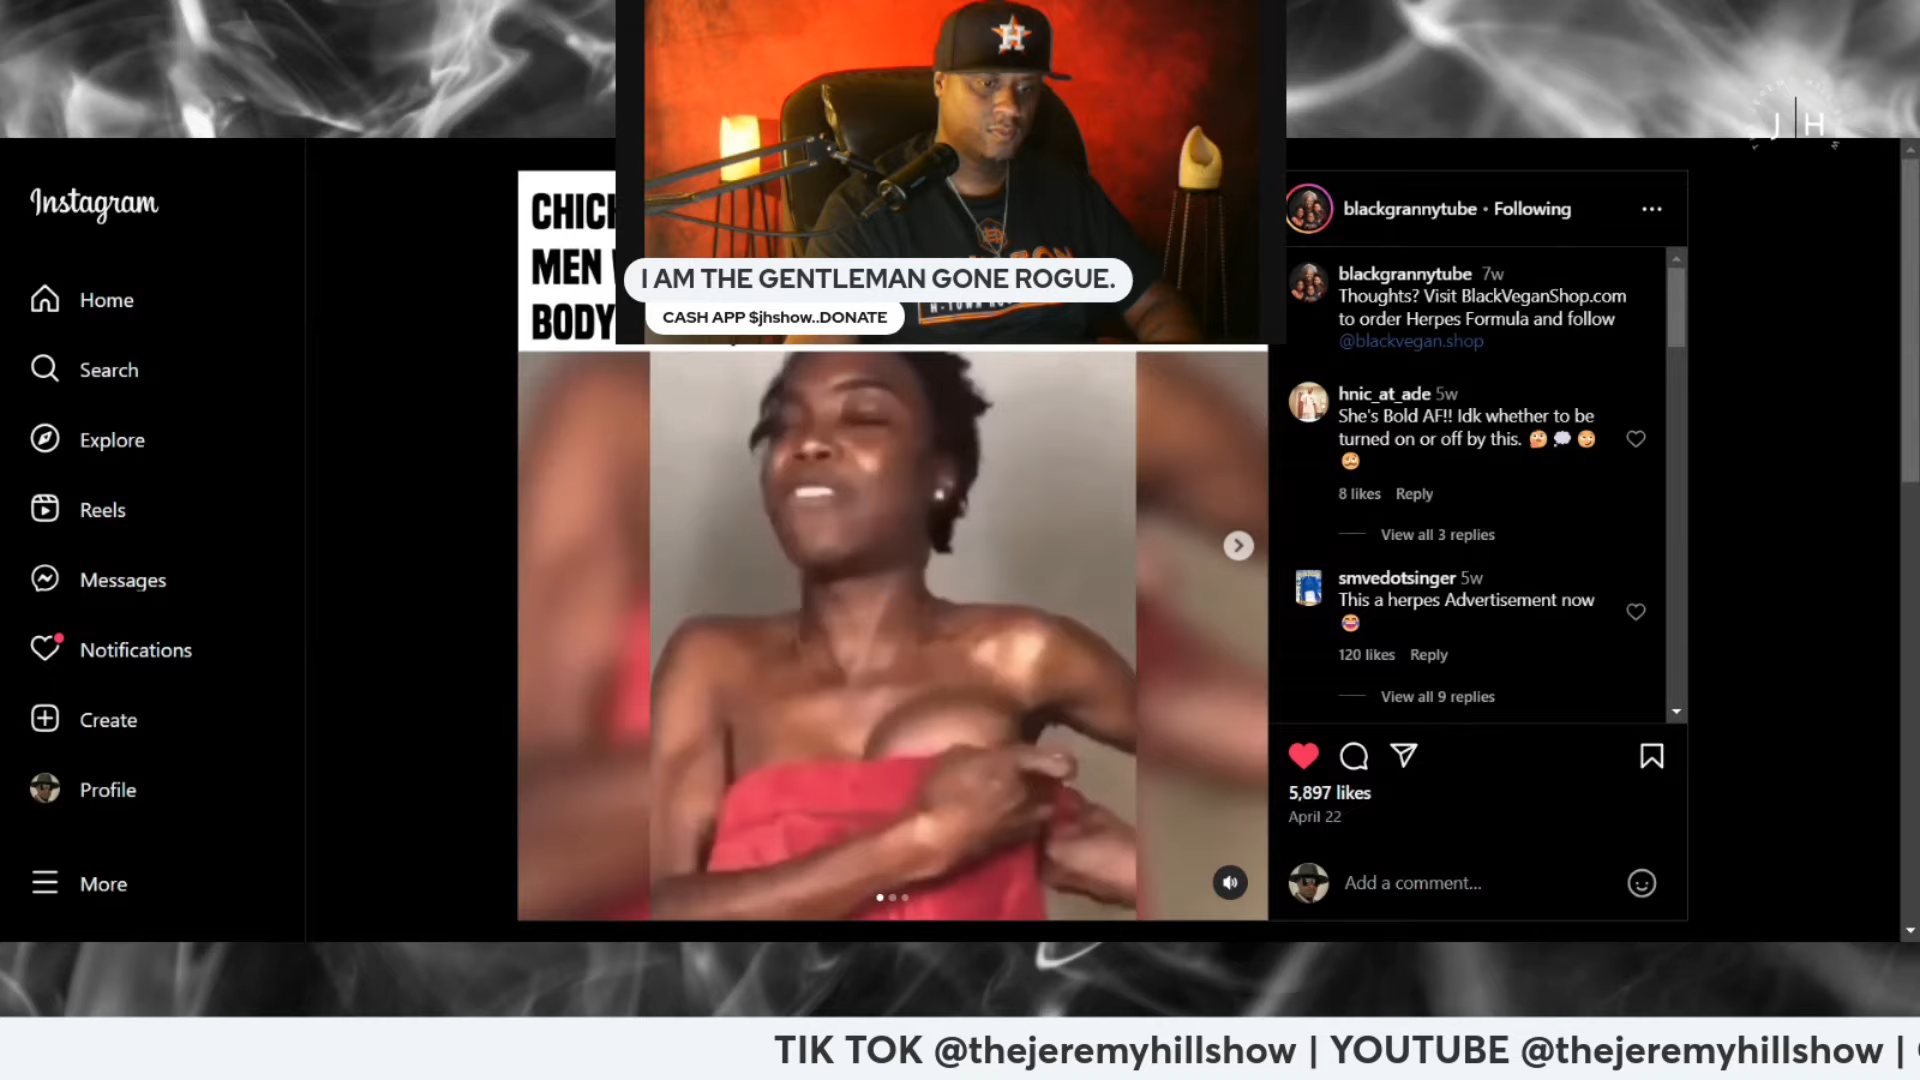 H
J H
Instagram
Home
Search
Explore
Reels
Messages
Notifications
Create
Profile
More
CHICK
MEN
BODY
I AM THE GENTLEMAN GONE ROGUE.
CASH APP $jhshow..DONATE
blackgrannytube • Following
blackgrannytube 7w
Thoughts? Visit BlackVeganShop.com
to order Herpes Formula and follow
@blackvegan.shop
hnic_at_ade 5w
She's Bold AF!! Idk whether to be
turned on or off by this.
8 likes Reply
View all 3 replies
smvedotsinger 5w
This a herpes Advertisement now
120 likes Reply
View all 9 replies
5,897 likes
April 22
Add a comment...
TIK TOK @thejeremyhillshow | YOUTUBE @thejeremyhillshow |